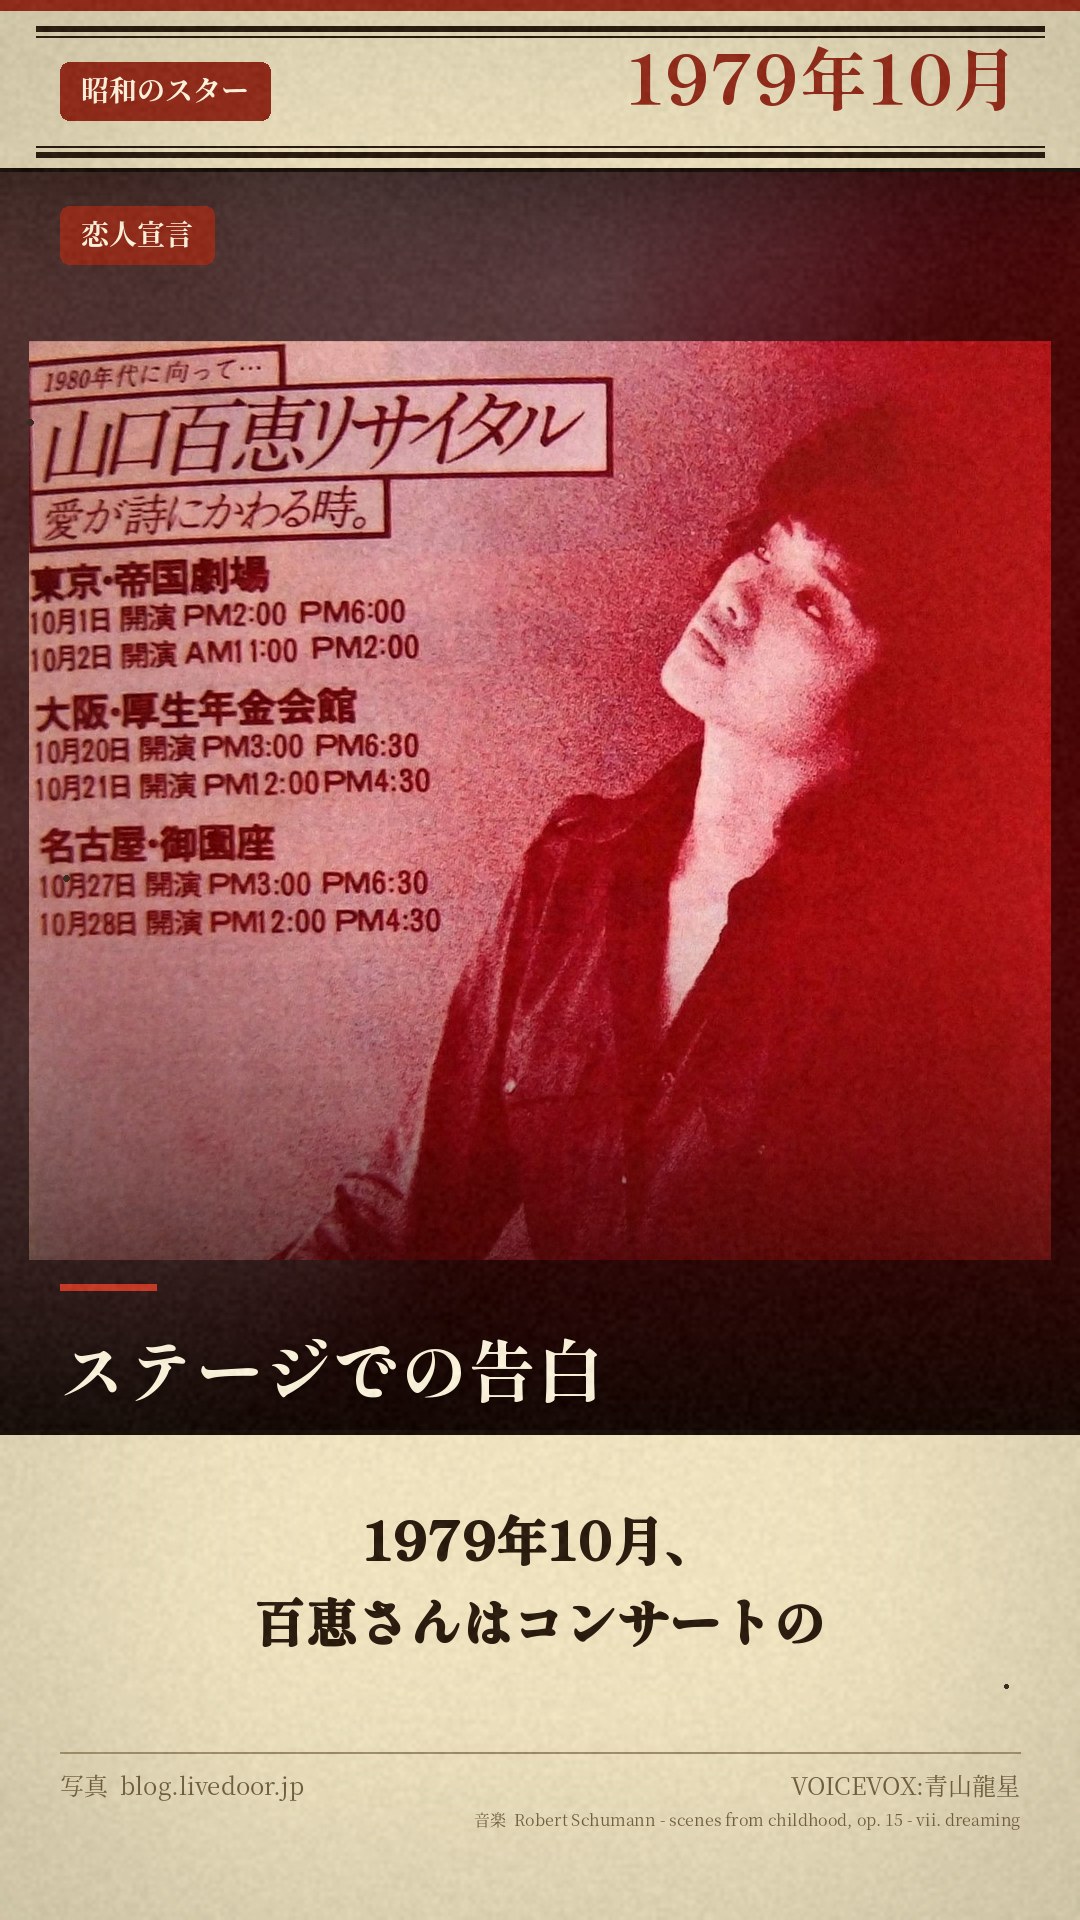 昭和のスター
1979年10月
恋人宣言
1980年代に向って…
山口百恵リサイタル
愛が詩にかわる時。
東京・帝国劇場
10月1日 開演 PM2:00 PM6:00
10月2日 開演 AM11:00 PM2:00
大阪・厚生年金会館
10月20日 開演 PM3:00 PM6:30
10月21日 開演 PM12:00 PM4:30
名古屋・御園座
10月27日 開演 PM3:00 PM6:30
10月28日 開演 PM12:00 PM4:30
ステージでの告白
1979年10月、
百恵さんはコンサートの
写真 blog.livedoor.jp
VOICEVOX:青山龍星
音楽 Robert Schumann - scenes from childhood, op. 15 - vii. dreaming